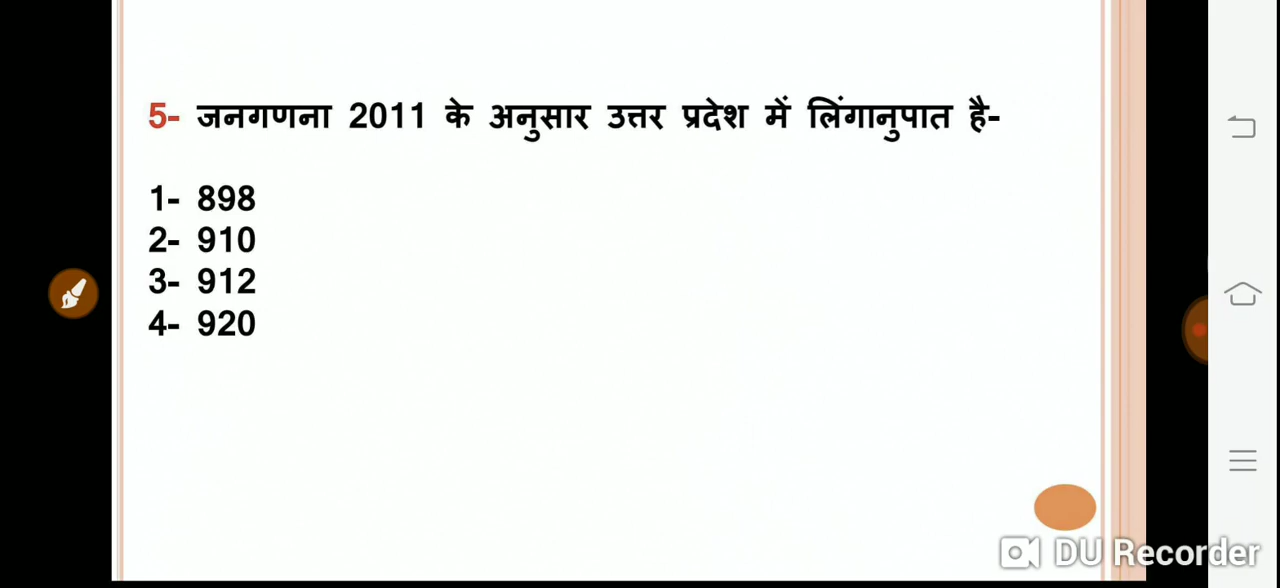 5- जनगणना 2011 के अनुसार उत्तर प्रदेश में लिंगानुपात है-
1- 898
2- 910
3- 912
4- 920
DU Recorder